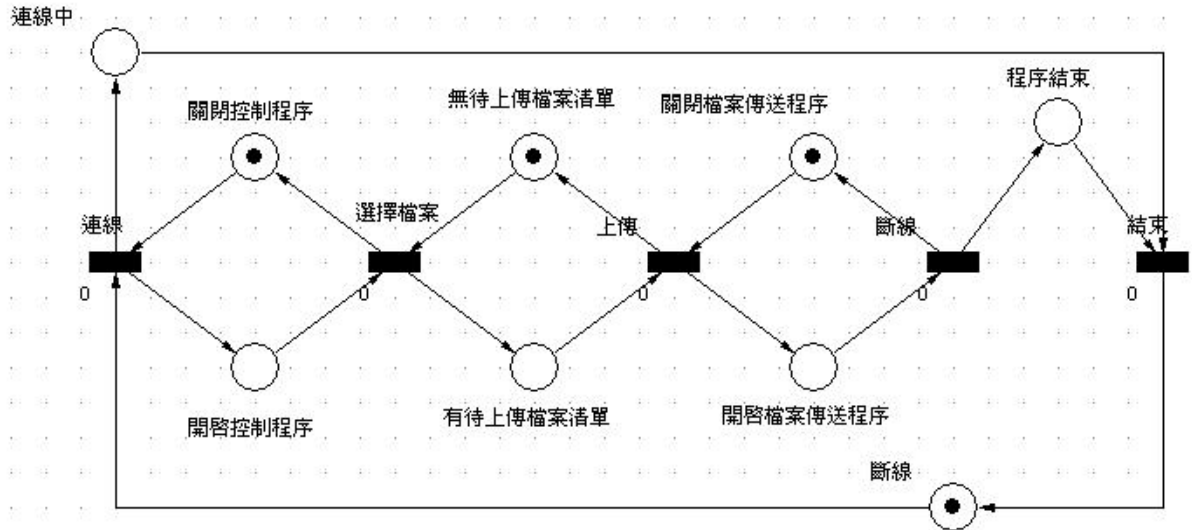 連線中
程序結束
關閉控制程序
無待上傳檔案清單
關閉檔案傳送程序
連線
選擇檔案
上傳
斷線
結束
0
0
0
0
0
開啓控制程序
有待上傳檔案清單
開啓檔案傳送程序
斷線